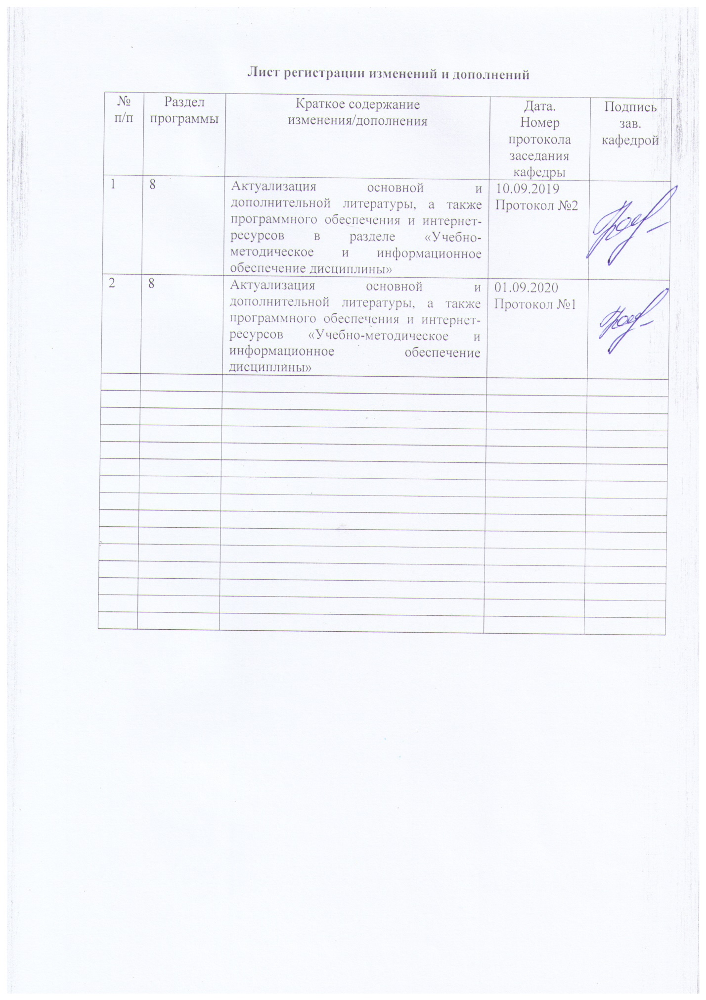 Лист регистрации изменений и дополнений
№
п/п
Раздел
программы
Краткое содержание
изменения/дополнения
Дата.
Номер
протокола
заседания
кафедры
Подпись
зав.
кафедрой
1
8
Актуализация основной и
дополнительной литературы, а также
программного обеспечения и интернет-
ресурсов в разделе «Учебно-
методическое и информационное
обеспечение дисциплины»
10.09.2019
Протокол №2
2
8
Актуализация основной и
дополнительной литературы, а также
программного обеспечения и интернет-
ресурсов «Учебно-методическое и
информационное обеспечение
дисциплины»
01.09.2020
Протокол №1